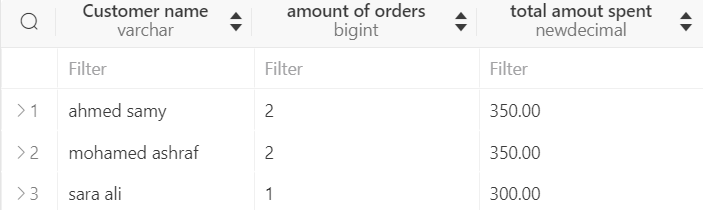 Customer name amount of orders total amout spent
varchar bigint newdecimal
Filter Filter Filter
1 ahmed samy 2 350.00
2 mohamed ashraf 2 350.00
3 sara ali 1 300.00